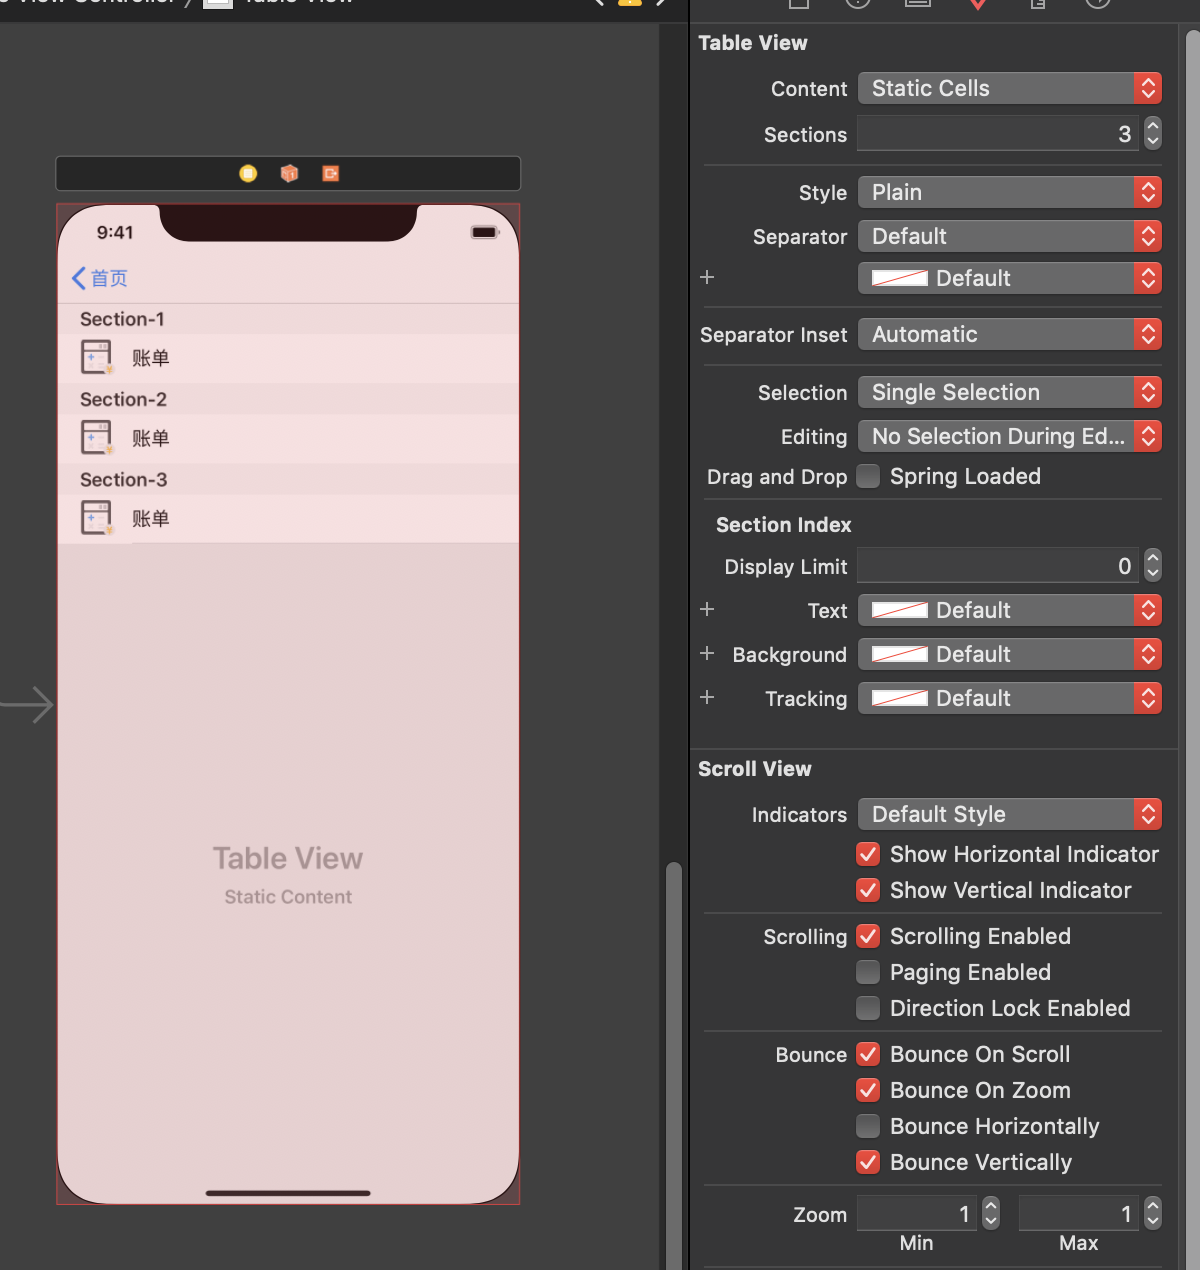 Table View
Content Static Cells
Sections 3
Style Plain
Separator Default
Default
Separator Inset Automatic
Selection Single Selection
Editing No Selection During Ed...
Drag and Drop Spring Loaded
Section Index
Display Limit 0
Text Default
Background Default
Tracking Default
Scroll View
Indicators Default Style
Show Horizontal Indicator
Show Vertical Indicator
Scrolling Scrolling Enabled
Paging Enabled
Direction Lock Enabled
Bounce Bounce On Scroll
Bounce On Zoom
Bounce Horizontally
Bounce Vertically
Zoom 1 1
Min Max
9:41
首页
Section-1
账单
Section-2
账单
Section-3
账单
Table View
Static Content